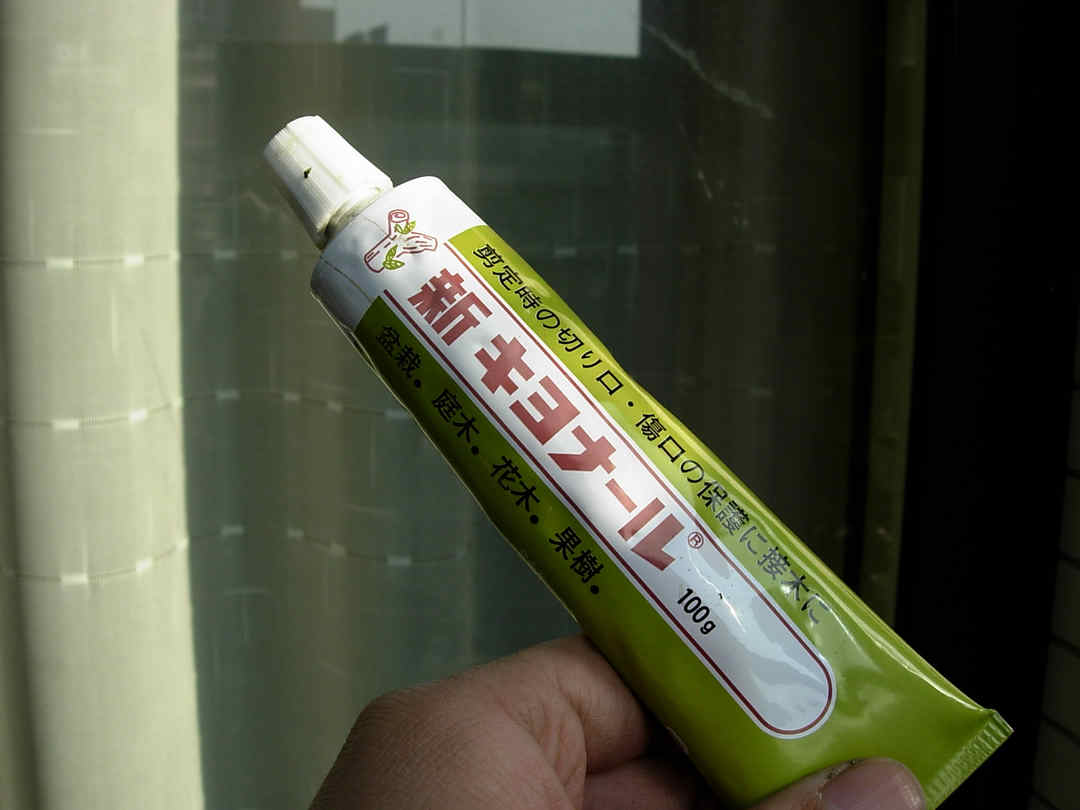 剪定時の切り口・傷口の保護に接木に
新キヨナール®
100g
盆栽。庭木。花木。果樹。